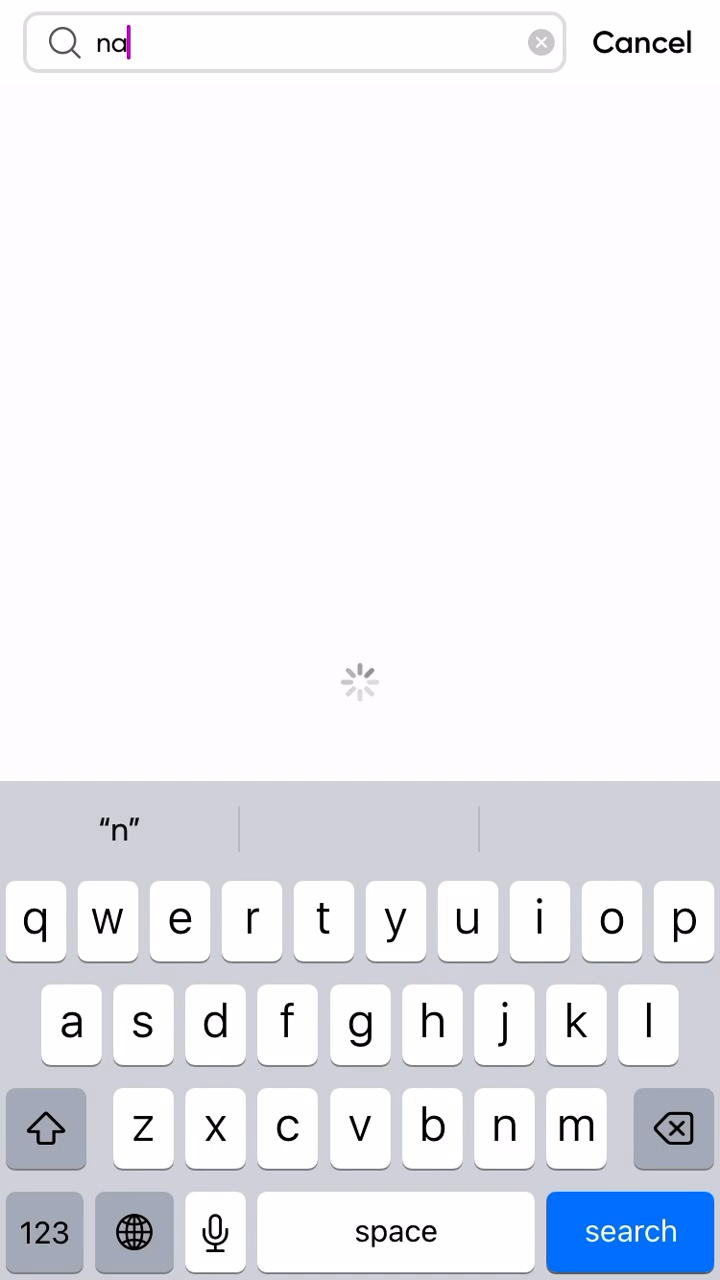 na
Cancel
“n”
q w e r t y u i o p
a s d f g h j k l
z x c v b n m
123 space search